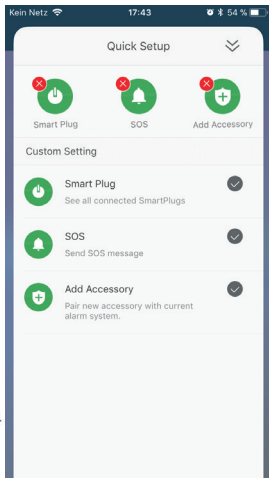 Kein Netz 17:43 54 %
Quick Setup
Smart Plug SOS Add Accessory
Custom Setting
Smart Plug
See all connected SmartPlugs
SOS
Send SOS message
Add Accessory
Pair new accessory with current
alarm system.